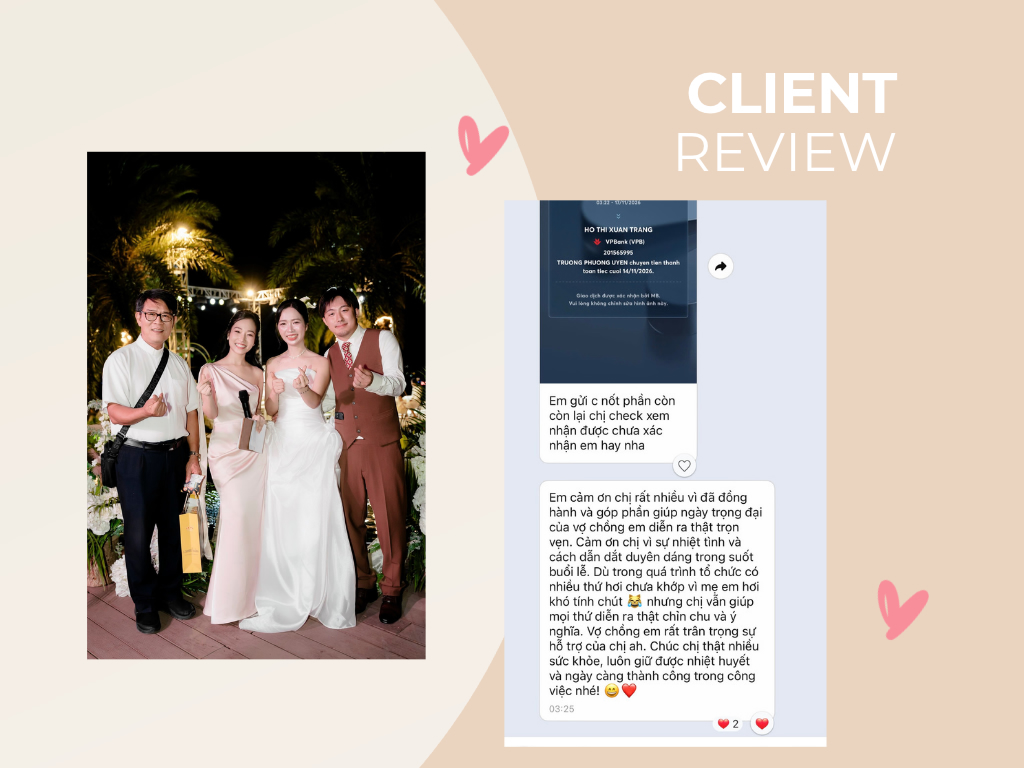 CLIENT
REVIEW
03:22 - 17/11/2026
HO THI XUAN TRANG
VPBank (VPB)
201565995
TRUONG PHUONG UYEN chuyen tien thanh
toan tiec cuoi 14/11/2026.
Giao dịch được xác nhận bởi MB.
Vui lòng không chỉnh sửa hình ảnh này.
Em gửi c nốt phần còn
còn lại chị check xem
nhận được chưa xác
nhận em hay nha
Em cảm ơn chị rất nhiều vì đã đồng
hành và góp phần giúp ngày trọng đại
của vợ chồng em diễn ra thật trọn
vẹn. Cảm ơn chị vì sự nhiệt tình và
cách dẫn dắt duyên dáng trong suốt
buổi lễ. Dù trong quá trình tổ chức có
nhiều thứ hơi chưa khớp vì mẹ em hơi
khó tính chút 😹 nhưng chị vẫn giúp
mọi thứ diễn ra thật chỉn chu và ý
nghĩa. Vợ chồng em rất trân trọng sự
hỗ trợ của chị ah. Chúc chị thật nhiều
sức khỏe, luôn giữ được nhiệt huyết
và ngày càng thành công trong công
việc nhé! 😀❤️
03:25
❤️ 2